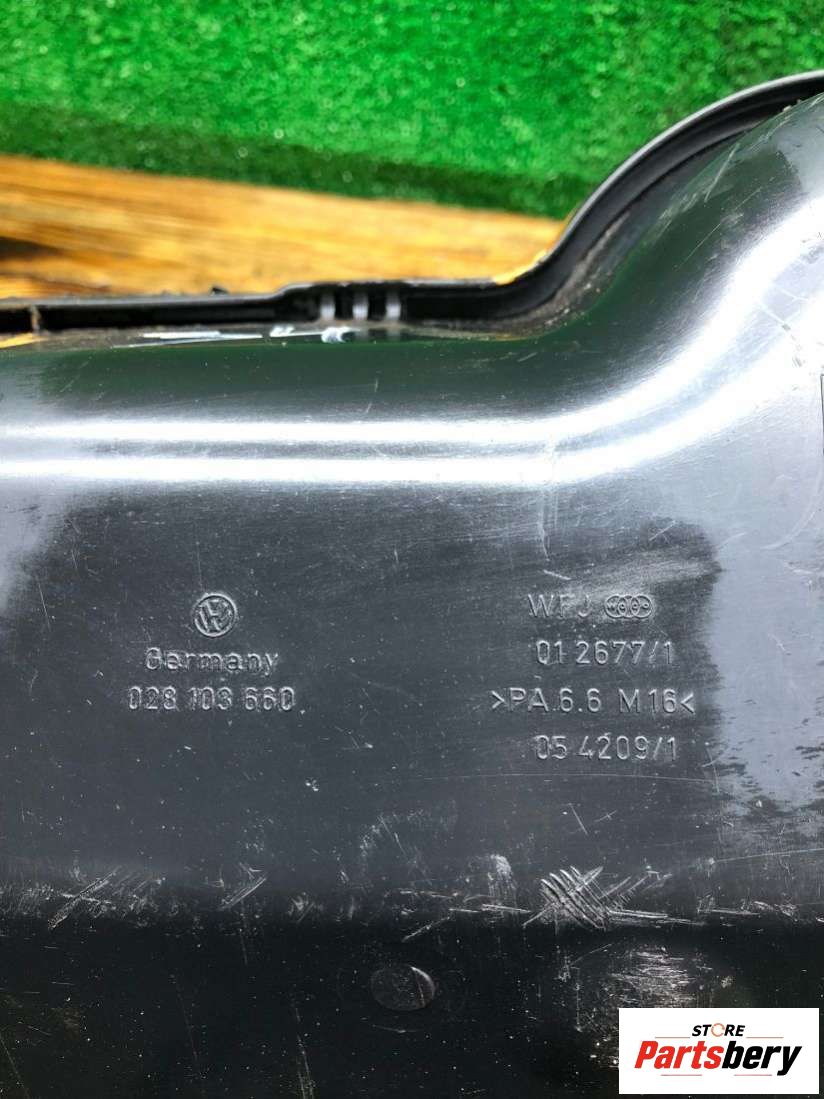 Germany
028 103 660
WFJ
01 2677/1
>PA.6.6 M16<
05 4209/1
STORE
Partsbery